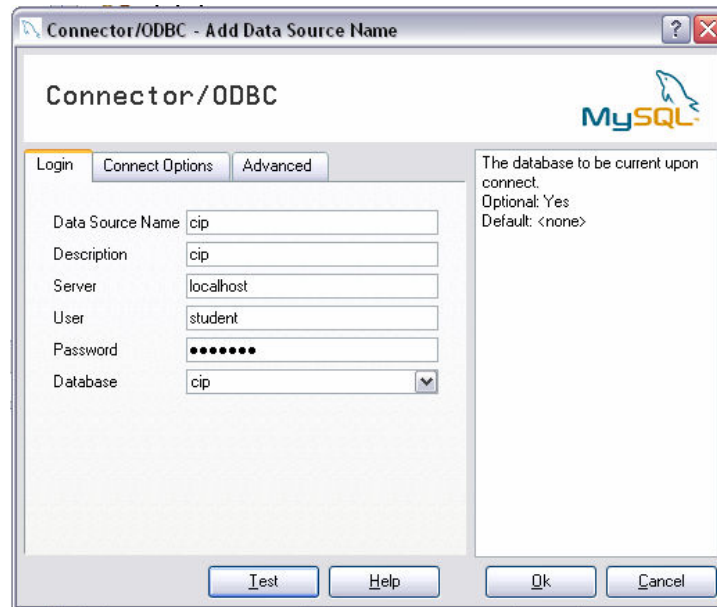 Connector/ODBC - Add Data Source Name
Connector/ODBC
MySQL
Login Connect Options Advanced
Data Source Name cip
Description cip
Server localhost
User student
Password •••••••
Database cip
The database to be current upon
connect.
Optional: Yes
Default: <none>
Test Help Ok Cancel